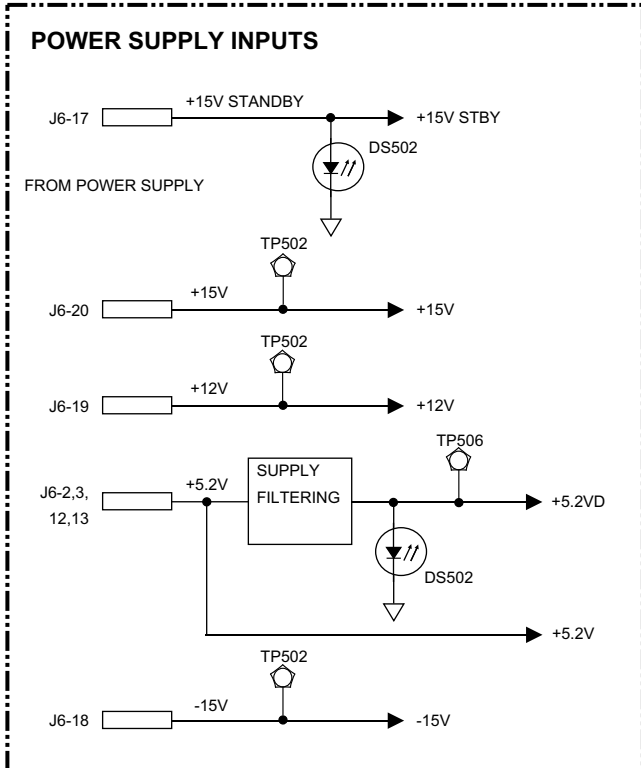 POWER SUPPLY INPUTS
J6-17
+15V STANDBY
+15V STBY
DS502
FROM POWER SUPPLY
TP502
J6-20
+15V
+15V
TP502
J6-19
+12V
+12V
TP506
J6-2,3,
12,13
+5.2V
SUPPLY
FILTERING
+5.2VD
DS502
+5.2V
TP502
J6-18
-15V
-15V